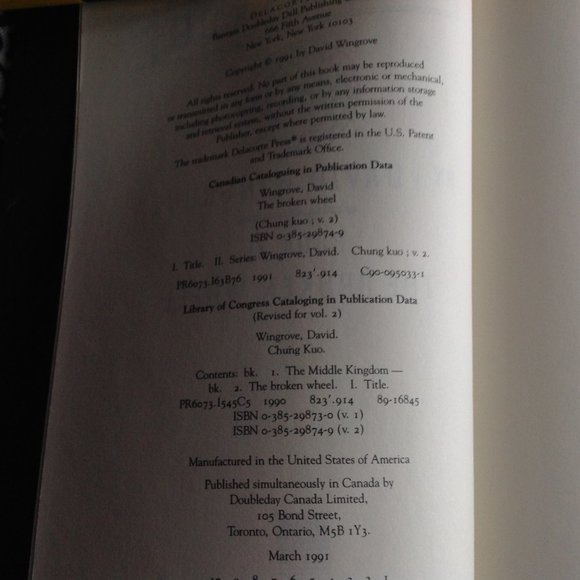 Bantam Doubleday Dell Publishing
666 Fifth Avenue
New York, New York 10103
Copyright © 1991 by David Wingrove
All rights reserved. No part of this book may be reproduced
or transmitted in any form or by any means, electronic or mechanical,
including photocopying, recording, or by any information storage
and retrieval system, without the written permission of the
Publisher, except where permitted by law.
The trademark Delacorte Press® is registered in the U.S. Patent
and Trademark Office.
Canadian Cataloguing in Publication Data
Wingrove, David
The broken wheel
(Chung kuo ; v. 2)
ISBN 0-385-29874-9
I. Title. II. Series: Wingrove, David. Chung kuo ; v. 2.
PR6073.I63B76 1991 823'.914 C90-095033-1
Library of Congress Cataloging in Publication Data
(Revised for vol. 2)
Wingrove, David.
Chung Kuo.
Contents: bk. 1. The Middle Kingdom —
bk. 2. The broken wheel. I. Title.
PR6073.I545C5 1990 823'.914 89-16845
ISBN 0-385-29873-0 (v. 1)
ISBN 0-385-29874-9 (v. 2)
Manufactured in the United States of America
Published simultaneously in Canada by
Doubleday Canada Limited,
105 Bond Street,
Toronto, Ontario, M5B 1Y3.
March 1991